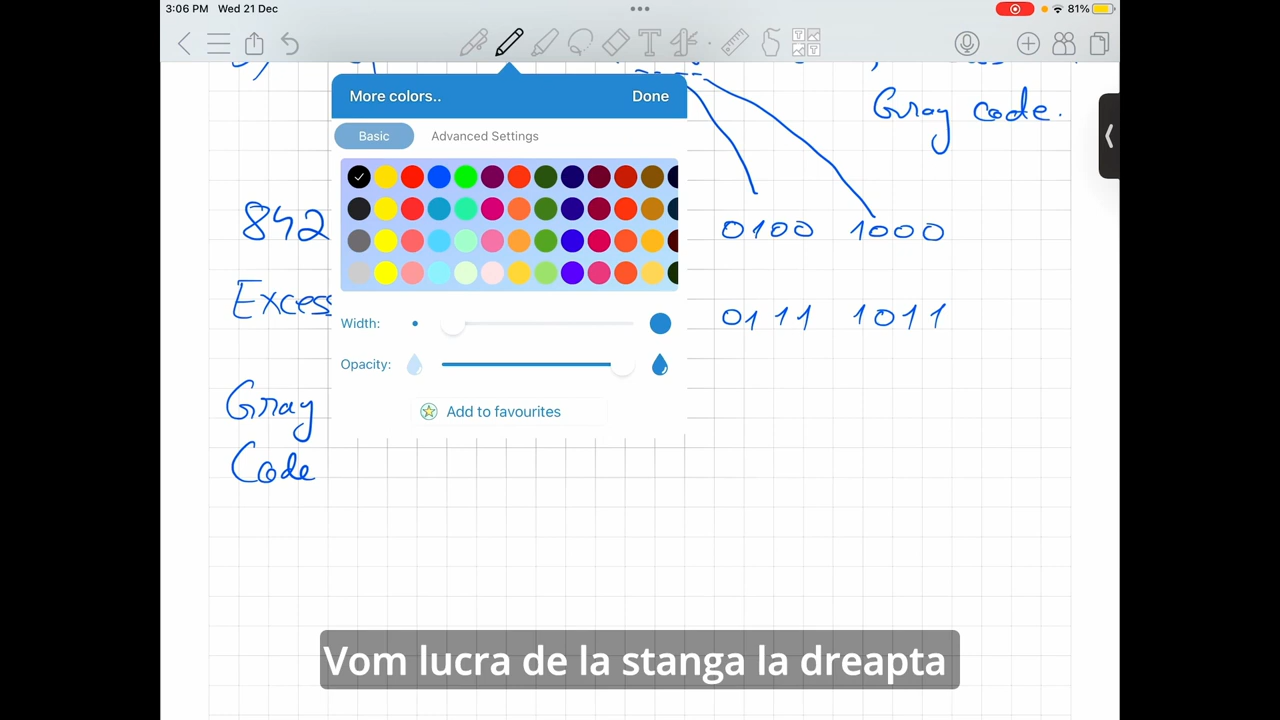 3:06 PM Wed 21 Dec 81%
Gray code.
More colors.. Done
Basic Advanced Settings
842 0100 1000
Excess 0111 1011
Width:
Opacity:
Add to favourites
Gray
Code
Vom lucra de la stanga la dreapta